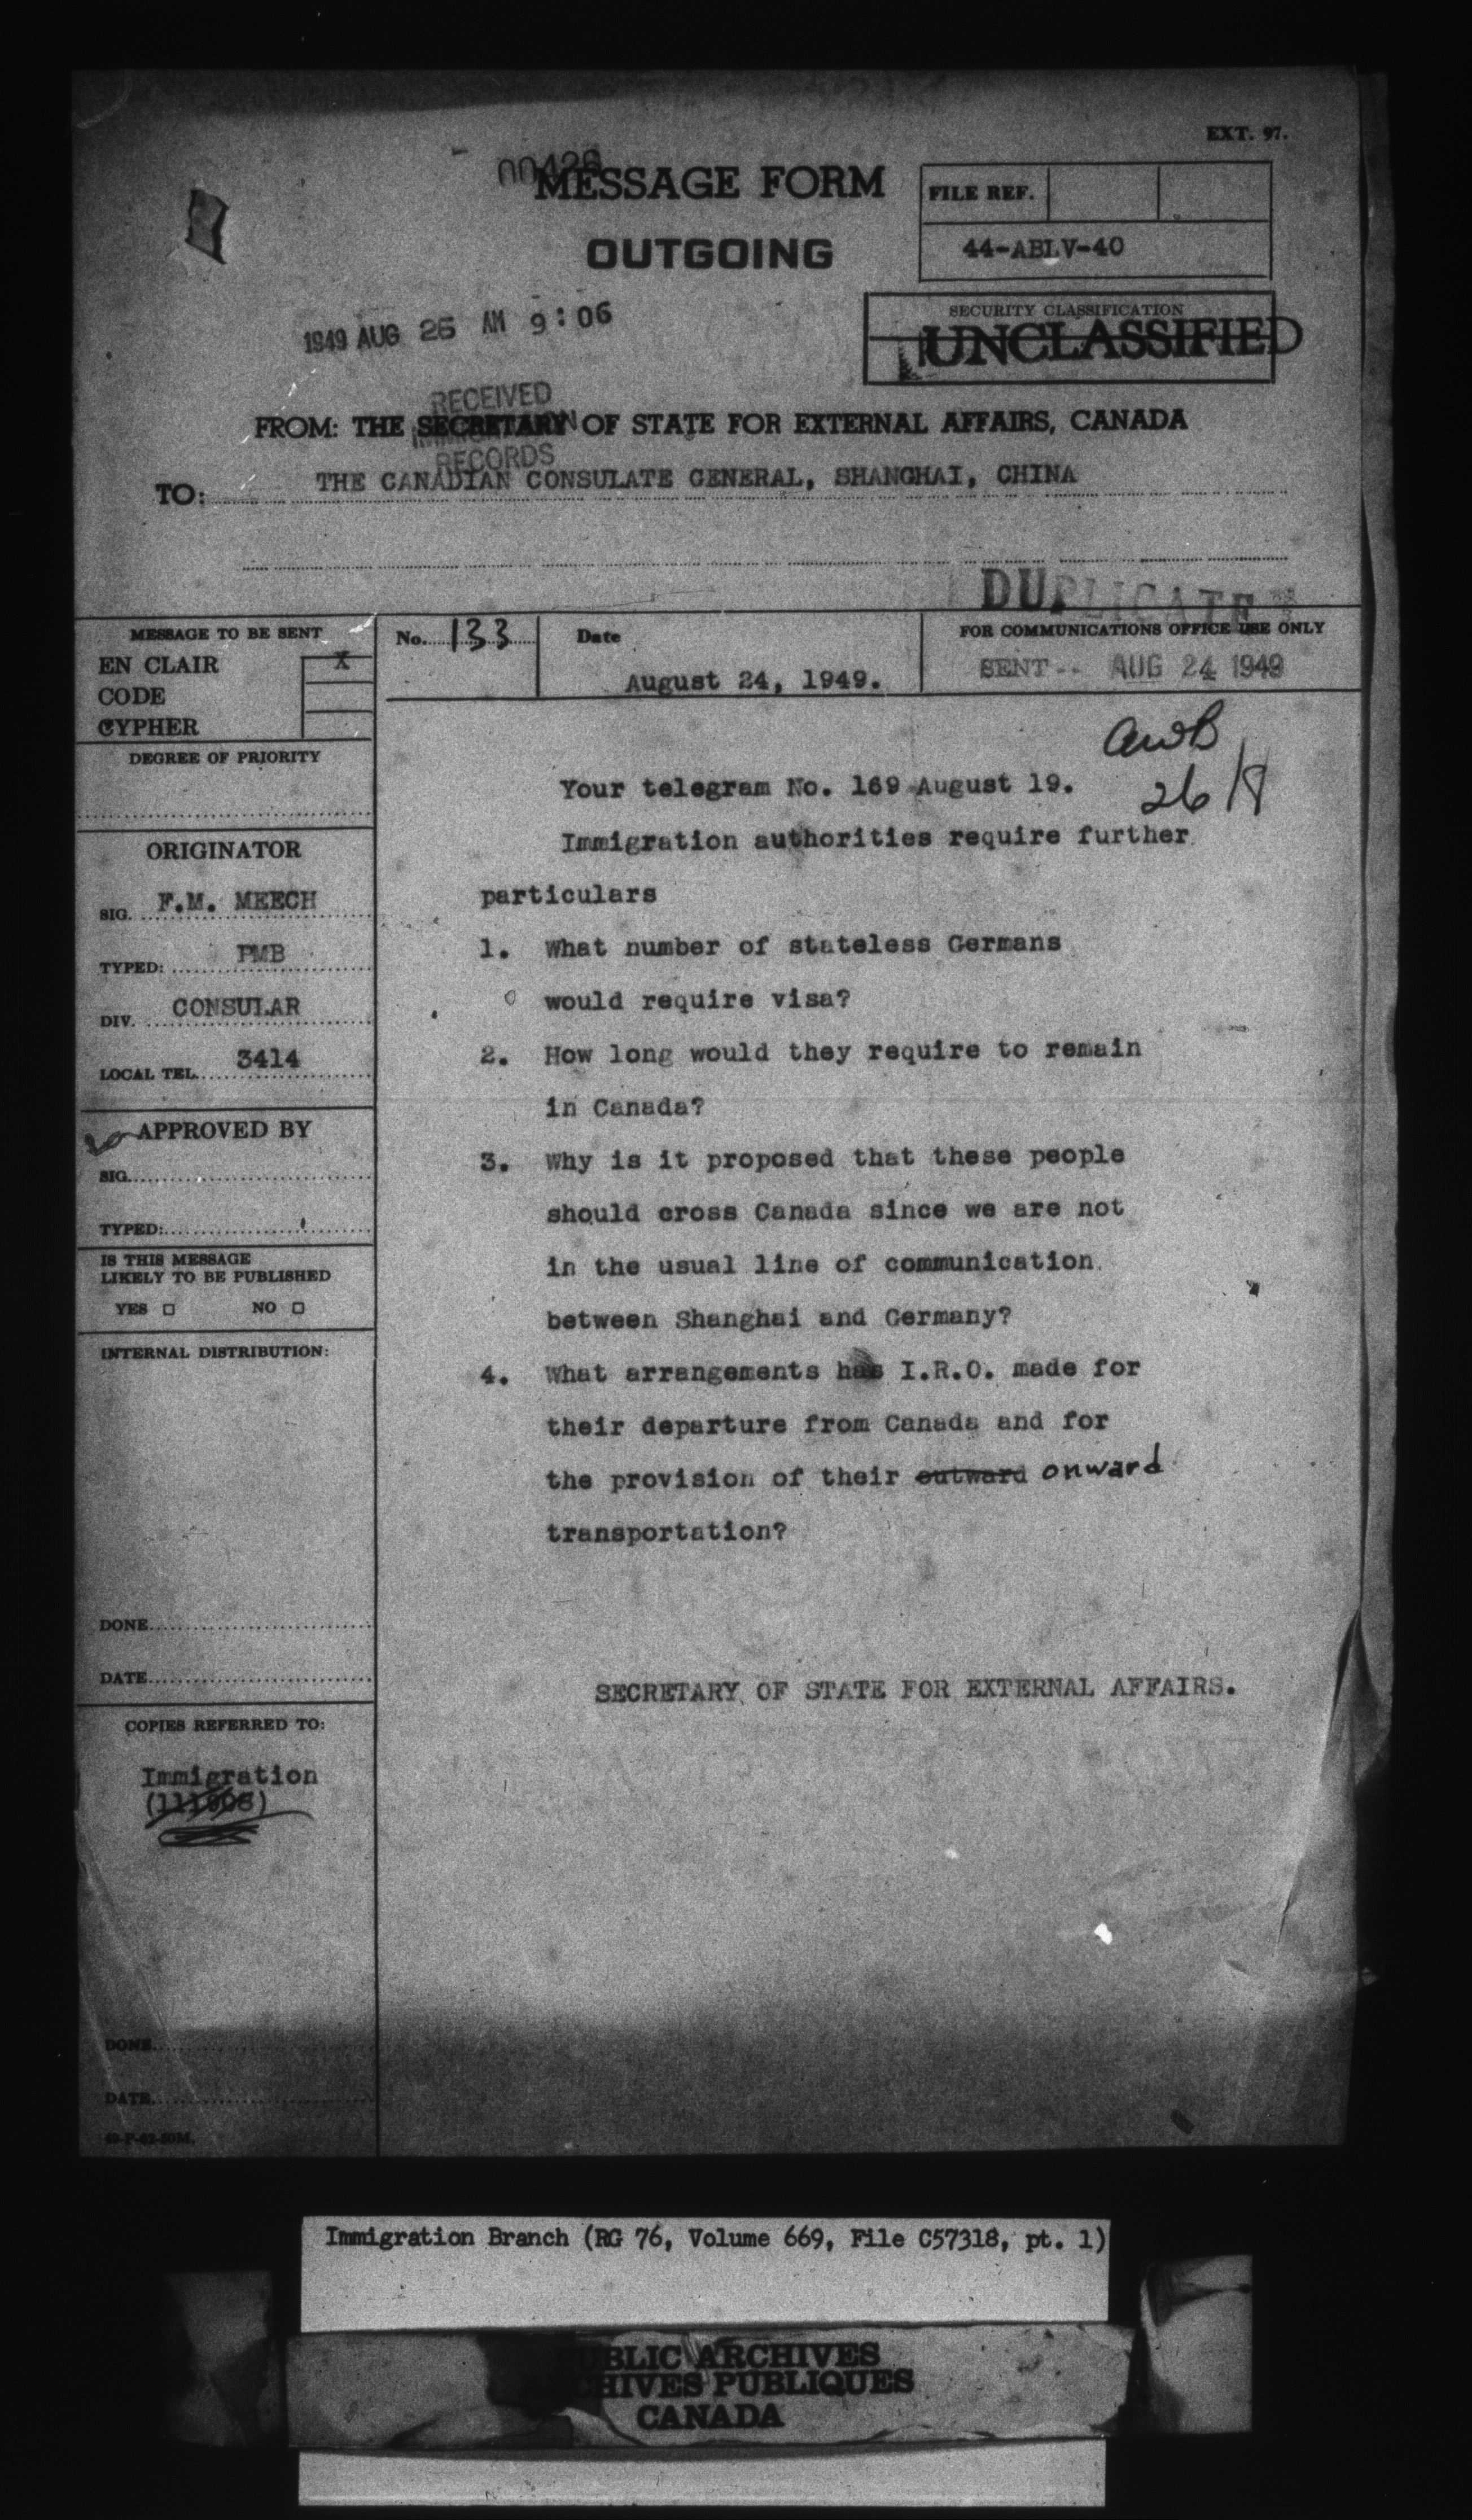 EXT. 97.
MESSAGE FORM
OUTGOING
FILE REF.
44-ABLV-40
1949 AUG 26 AM 9:06
SECURITY CLASSIFICATION
UNCLASSIFIED
RECEIVED
RECORDS
FROM: THE SECRETARY OF STATE FOR EXTERNAL AFFAIRS, CANADA
TO: THE CANADIAN CONSULATE GENERAL, SHANGHAI, CHINA
DUPLICATE
MESSAGE TO BE SENT
EN CLAIR X
CODE
CYPHER
No. 133
Date
August 24, 1949.
FOR COMMUNICATIONS OFFICE USE ONLY
SENT -- AUG 24 1949
DEGREE OF PRIORITY
ORIGINATOR
SIG. F.M. MEECH
TYPED: PMB
DIV. CONSULAR
LOCAL TEL. 3414
APPROVED BY
SIG.
TYPED:
IS THIS MESSAGE
LIKELY TO BE PUBLISHED
YES □ NO □
INTERNAL DISTRIBUTION:
DONE
DATE
COPIES REFERRED TO:
Immigration
DONE
DATE
awB
26/8
Your telegram No. 169 August 19.
Immigration authorities require further
particulars
1. What number of stateless Germans
would require visa?
2. How long would they require to remain
in Canada?
3. Why is it proposed that these people
should cross Canada since we are not
in the usual line of communication
between Shanghai and Germany?
4. What arrangements has I.R.O. made for
their departure from Canada and for
the provision of their outward onward
transportation?
SECRETARY OF STATE FOR EXTERNAL AFFAIRS.
Immigration Branch (RG 76, Volume 669, File C57318, pt. 1)
PUBLIC ARCHIVES
ARCHIVES PUBLIQUES
CANADA